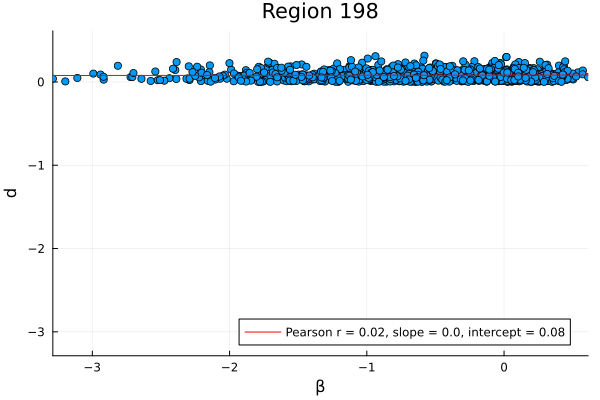 Region 198
0
−1
−2
−3
d
−3
−2
−1
0
β
Pearson r = 0.02, slope = 0.0, intercept = 0.08